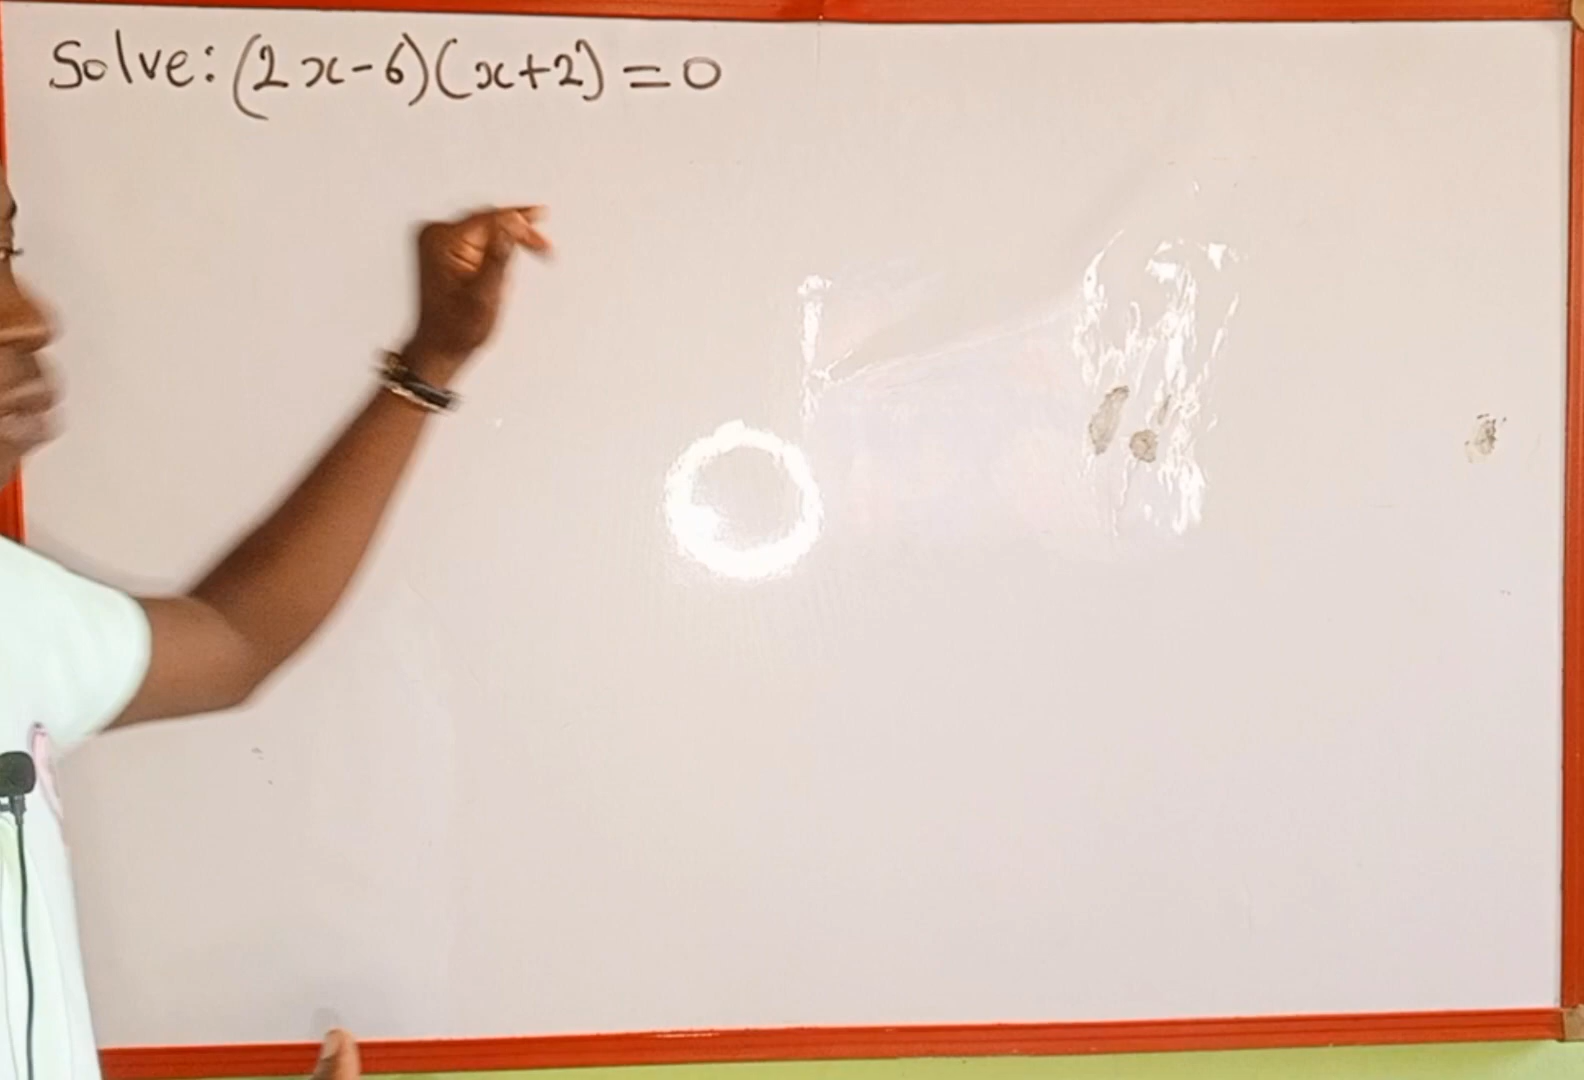 Solve: (2x-6)(x+2) = 0